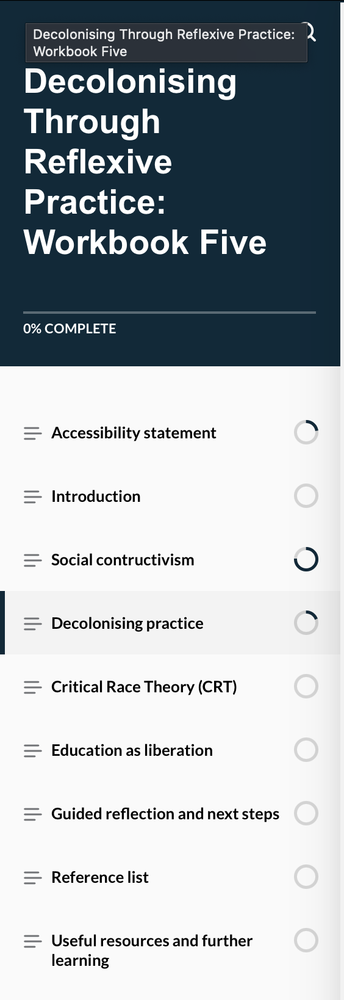 Decolonising Through Reflexive Practice:
Workbook Five
Decolonising
Through
Reflexive
Practice:
Workbook Five
0% COMPLETE
Accessibility statement
Introduction
Social contructivism
Decolonising practice
Critical Race Theory (CRT)
Education as liberation
Guided reflection and next steps
Reference list
Useful resources and further
learning